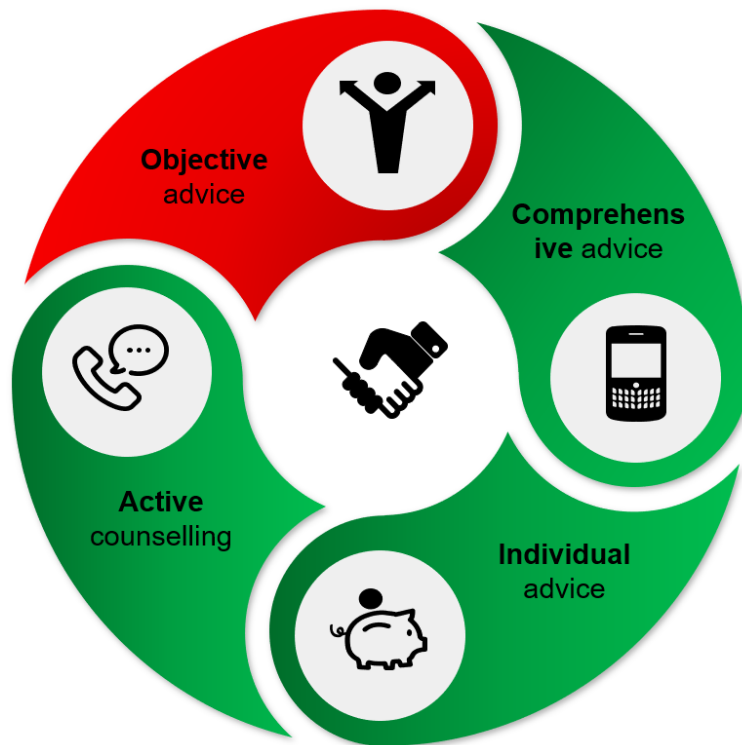 Objective
advice
Comprehens
ive advice
Individual
advice
Active
counselling